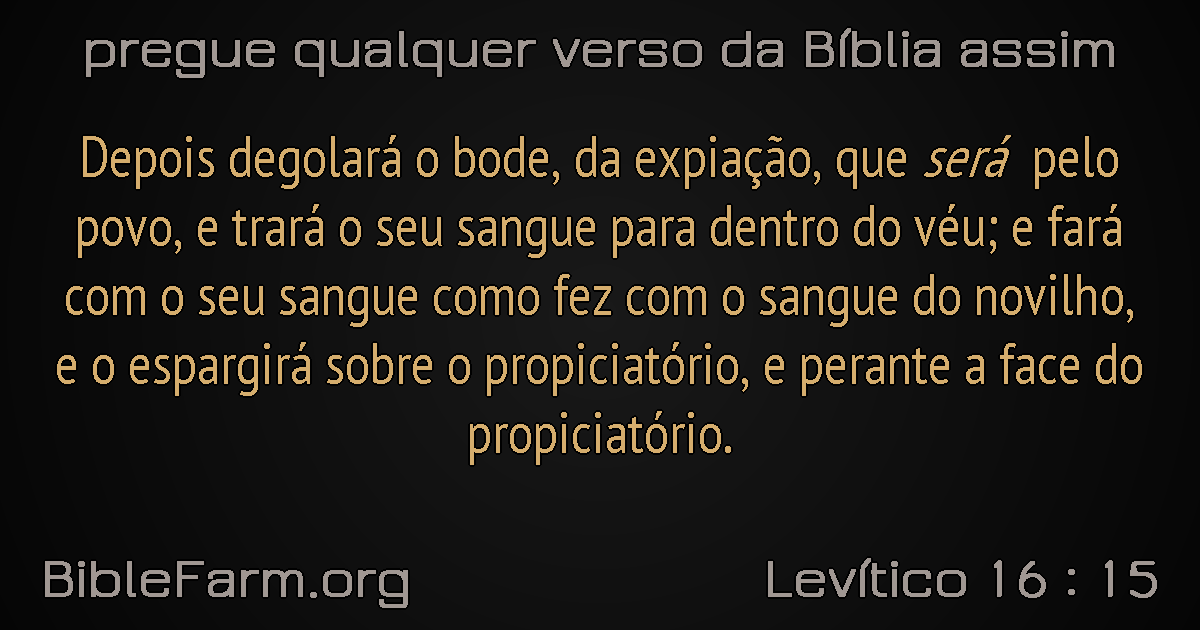 pregue qualquer verso da Bíblia assim
Depois degolará o bode, da expiação, que será pelo
povo, e trará o seu sangue para dentro do véu; e fará
com o seu sangue como fez com o sangue do novilho,
e o espargirá sobre o propiciatório, e perante a face do
propiciatório.
BibleFarm.org
Levítico 16 : 15